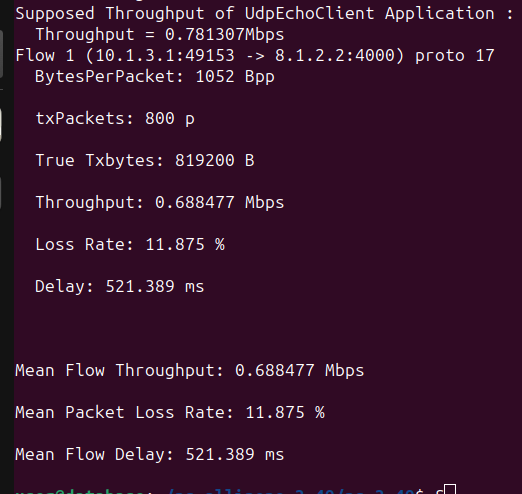 Supposed Throughput of UdpEchoClient Application :
Throughput = 0.781307Mbps
Flow 1 (10.1.3.1:49153 -> 8.1.2.2:4000) proto 17
BytesPerPacket: 1052 Bpp
txPackets: 800 p
True Txbytes: 819200 B
Throughput: 0.688477 Mbps
Loss Rate: 11.875 %
Delay: 521.389 ms
Mean Flow Throughput: 0.688477 Mbps
Mean Packet Loss Rate: 11.875 %
Mean Flow Delay: 521.389 ms